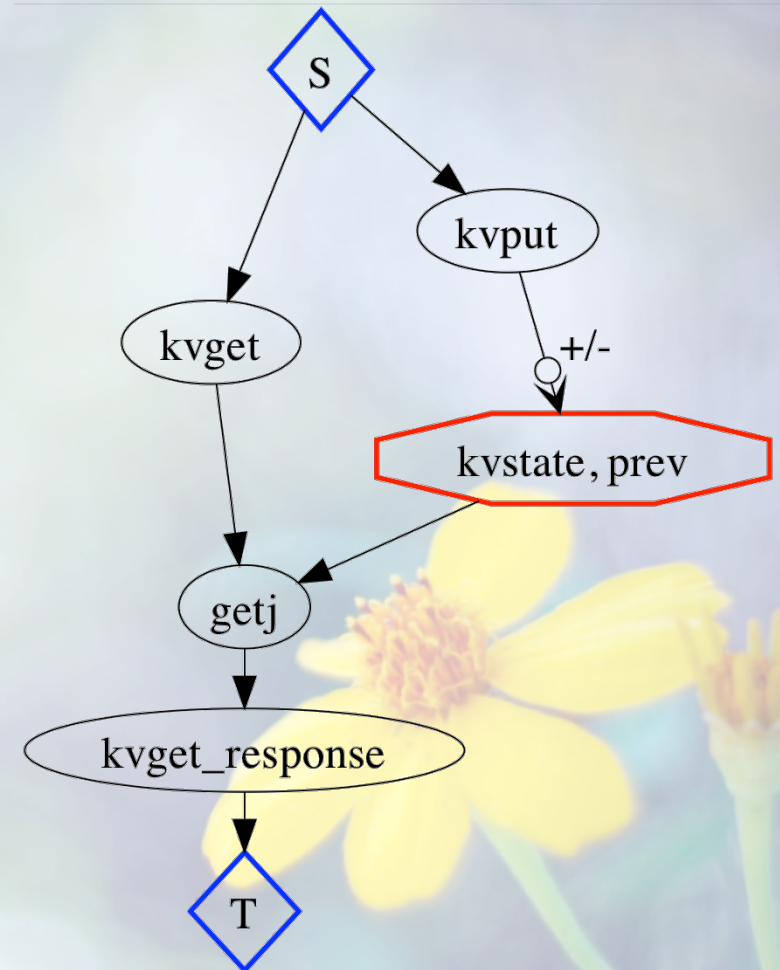 S
kvput
+/-
kvget
kvstate, prev
getj
kvget_response
T